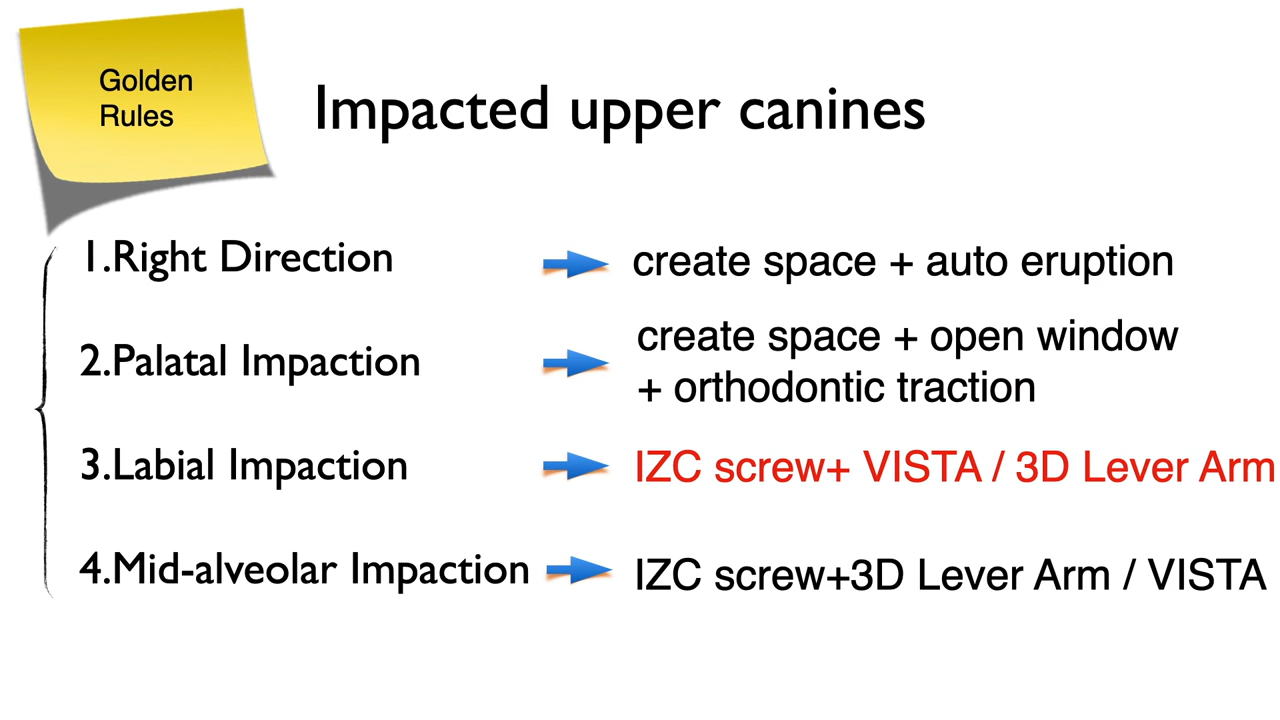 Golden
Rules
Impacted upper canines
1.Right Direction
create space + auto eruption
2.Palatal Impaction
create space + open window
+ orthodontic traction
3.Labial Impaction
IZC screw+ VISTA / 3D Lever Arm
4.Mid-alveolar Impaction
IZC screw+3D Lever Arm / VISTA